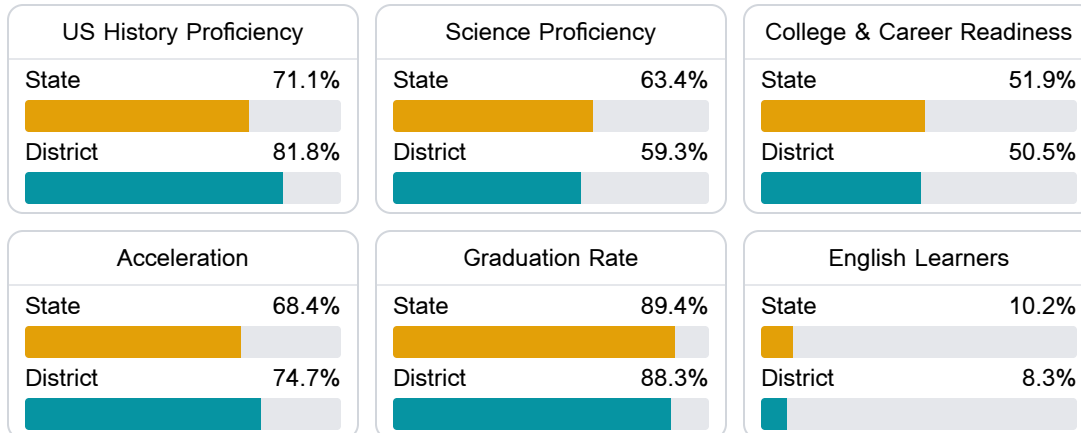 US History Proficiency
State 71.1%
District 81.8%
Science Proficiency
State 63.4%
District 59.3%
College & Career Readiness
State 51.9%
District 50.5%
Acceleration
State 68.4%
District 74.7%
Graduation Rate
State 89.4%
District 88.3%
English Learners
State 10.2%
District 8.3%